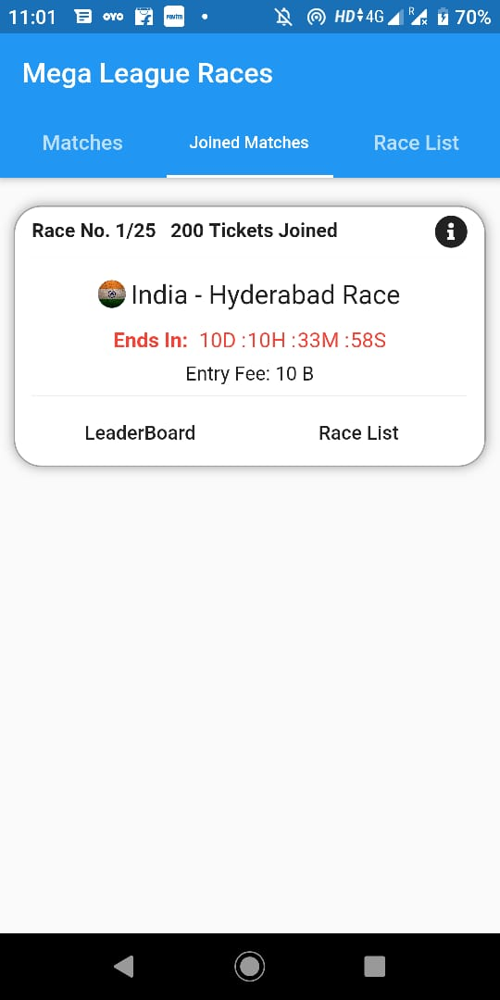 11:01 OYO Paytm HD 4G R 70%
Mega League Races
Matches Joined Matches Race List
Race No. 1/25 200 Tickets Joined
India - Hyderabad Race
Ends In: 10D :10H :33M :58S
Entry Fee: 10 B
LeaderBoard Race List